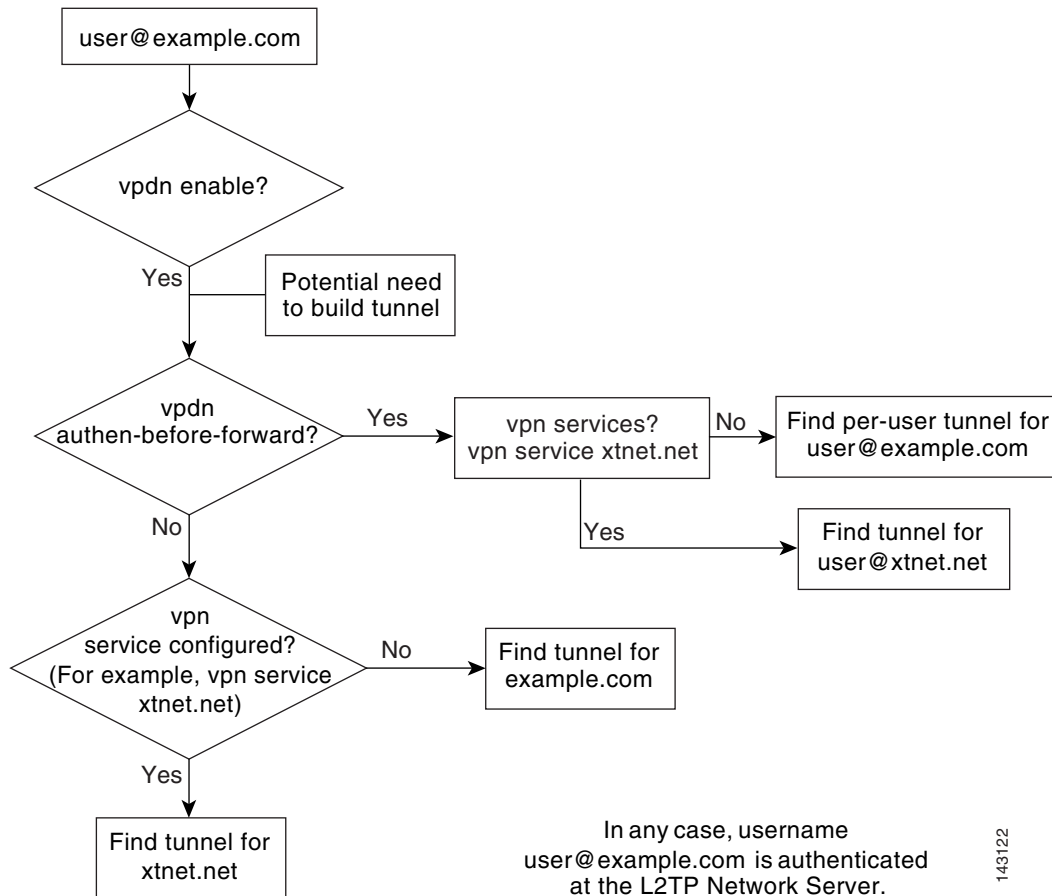 user@example.com
vpdn enable?
Yes
Potential need
to build tunnel
vpdn
authen-before-forward?
Yes
vpn services?
vpn service xtnet.net
No
Find per-user tunnel for
user@example.com
Yes
Find tunnel for
user@xtnet.net
No
vpn
service configured?
(For example, vpn service
xtnet.net)
No
Find tunnel for
example.com
Yes
Find tunnel for
xtnet.net
In any case, username
user@example.com is authenticated
at the L2TP Network Server.
143122